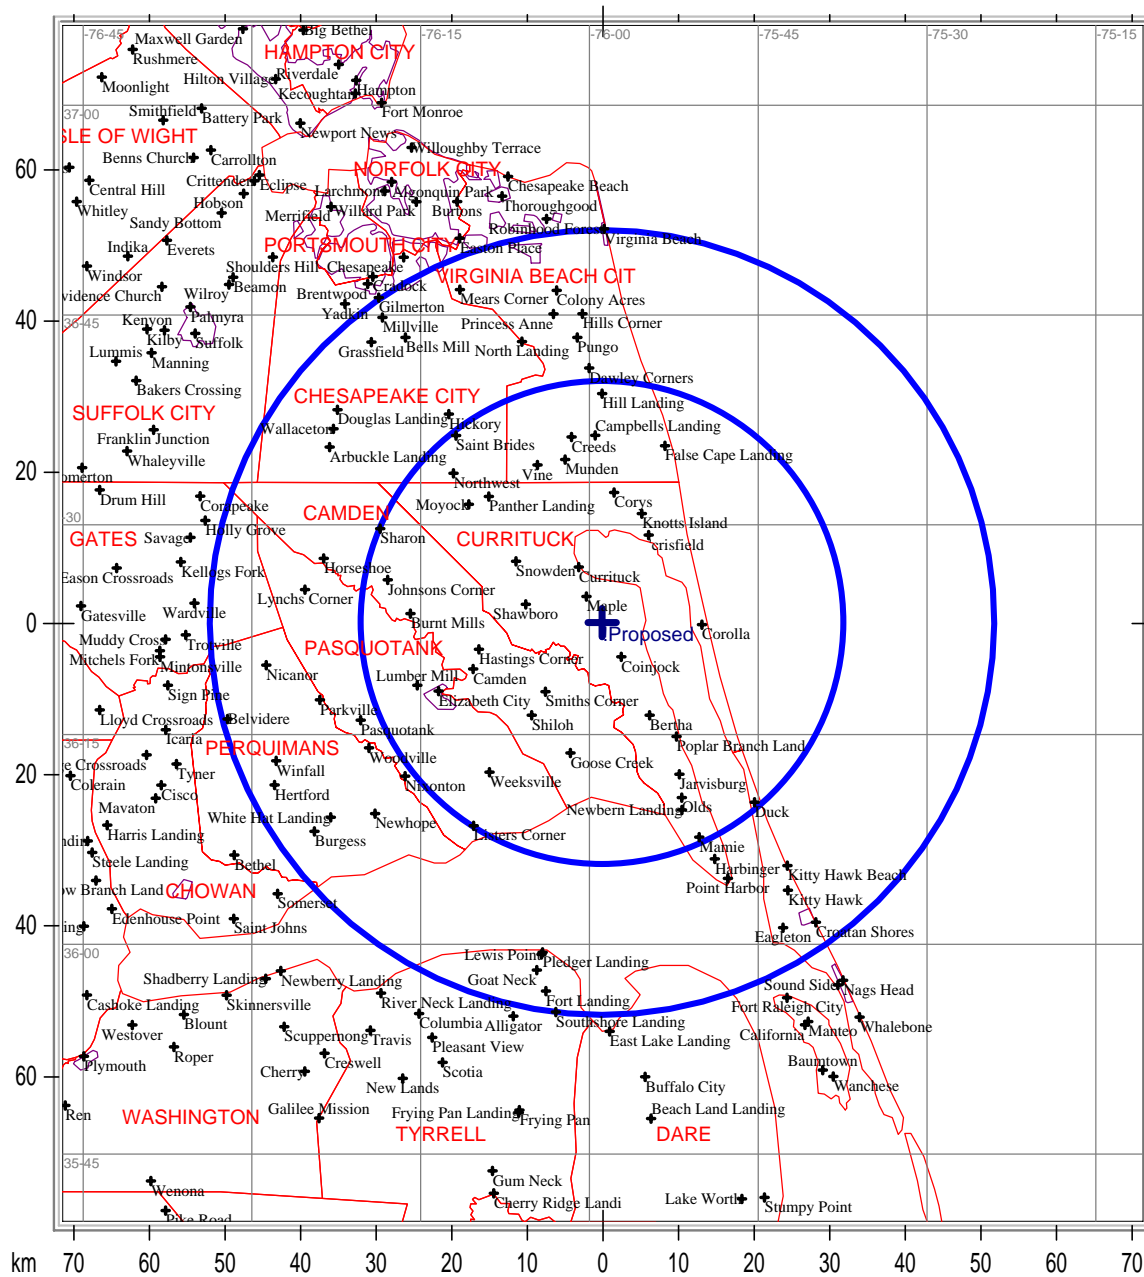 -76-45
-76-15
-76-00
-75-45
-75-30
-75-15
Big Bethel
Maxwell Garden
HAMPTON CITY
Rushmere
Riverdale
Hilton Village
Moonlight
Kecoughtan
Hampton
Smithfield
Battery Park
Fort Monroe
37-00
Newport News
SLE OF WIGHT
Willoughby Terrace
Benns Church
Carrollton
NORFOLK CITY
60
Crittenden
Eclipse
Central Hill
Larchmont
Algonquin Park
Chesapeake Beach
Hobson
Whitley
Merrifield
Willard Park
Burtons
Thoroughgood
Sandy Bottom
Robinhood Forest
Virginia Beach
Indika
Everets
PORTSMOUTH CITY
Easton Place
Shoulders Hill
Chesapeake
VIRGINIA BEACH CIT
Windsor
Beamon
Cradock
vidence Church
Wilroy
Brentwood
Mears Corner
Colony Acres
Yadkin
Gilmerton
Palmyra
40
36-45
Kenyon
Millville
Princess Anne
Hills Corner
Kilby
Suffolk
Bells Mill
Lummis
Grassfield
North Landing
Pungo
Manning
Dawley Corners
Bakers Crossing
CHESAPEAKE CITY
Hill Landing
SUFFOLK CITY
Douglas Landing
Hickory
Wallaceton
Campbells Landing
Franklin Junction
Saint Brides
Creeds
Whaleyville
Arbuckle Landing
False Cape Landing
Munden
20
omerton
Vine
Northwest
Drum Hill
Corapeake
Moyock
Panther Landing
Corys
CAMDEN
36-30
Holly Grove
Knotts Island
GATES
Savage
Sharon
CURRITUCK
crisfield
Eason Crossroads
Kellogs Fork
Horseshoe
Snowden
Currituck
Lynchs Corner
Johnsons Corner
Gatesville
Wardville
Shawboro
Maple
0
Burnt Mills
Proposed
Corolla
Muddy Cross
Trotville
PASQUOTANK
Mitchels Fork
Mintonsville
Hastings Corner
Coinjock
Nicanor
Lumber Mill
Camden
Sign Pine
Elizabeth City
Smiths Corner
Lloyd Crossroads
Belvidere
Parkville
Shiloh
Bertha
Icaria
Pasquotank
36-15
PERQUIMANS
Poplar Branch Land
e Crossroads
Tyner
Winfall
Woodville
Goose Creek
20
Colerain
Cisco
Hertford
Nixonton
Weeksville
Jarvisburg
Mavaton
White Hat Landing
Newhope
Newbern Landing
Olds
Duck
Harris Landing
Burgess
Listers Corner
ndin
Mamie
Steele Landing
Bethel
Harbinger
Kitty Hawk Beach
ow Branch Land
CHOWAN
Point Harbor
Somerset
Kitty Hawk
Edenhouse Point
Saint Johns
40
ing
Eagleton
Croatan Shores
36-00
Lewis Point
Pledger Landing
Shadberry Landing
Newberry Landing
Goat Neck
Sound Side
Nags Head
Cashoke Landing
Skinnersville
River Neck Landing
Fort Landing
Fort Raleigh City
Blount
Columbia
Alligator
Southshore Landing
Whalebone
Westover
Scuppernong
Travis
East Lake Landing
California
Manteo
Roper
Pleasant View
Plymouth
Creswell
Baumtown
60
Cherry
Scotia
New Lands
Buffalo City
Wanchese
Ren
Galilee Mission
Frying Pan Landing
Beach Land Landing
WASHINGTON
Frying Pan
TYRRELL
DARE
35-45
Wenona
Gum Neck
Cherry Ridge Landi
Lake Worth
Stumpy Point
Pike Road
km 70 60 50 40 30 20 10 0 10 20 30 40 50 60 70